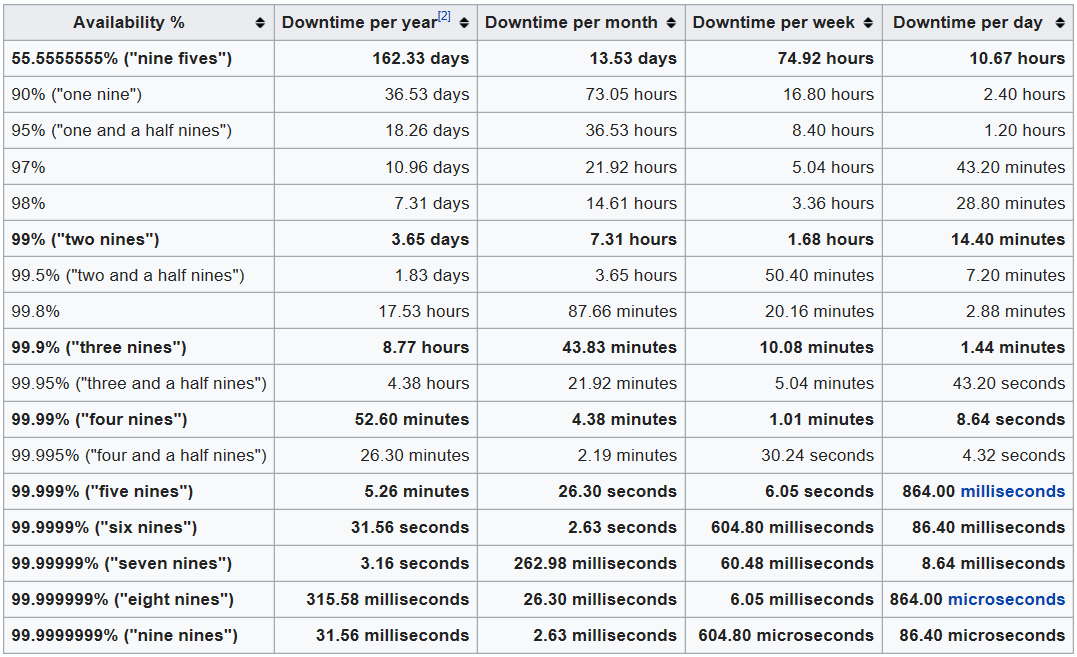 Availability % Downtime per year[2] Downtime per month Downtime per week Downtime per day
55.5555555% ("nine fives") 162.33 days 13.53 days 74.92 hours 10.67 hours
90% ("one nine") 36.53 days 73.05 hours 16.80 hours 2.40 hours
95% ("one and a half nines") 18.26 days 36.53 hours 8.40 hours 1.20 hours
97% 10.96 days 21.92 hours 5.04 hours 43.20 minutes
98% 7.31 days 14.61 hours 3.36 hours 28.80 minutes
99% ("two nines") 3.65 days 7.31 hours 1.68 hours 14.40 minutes
99.5% ("two and a half nines") 1.83 days 3.65 hours 50.40 minutes 7.20 minutes
99.8% 17.53 hours 87.66 minutes 20.16 minutes 2.88 minutes
99.9% ("three nines") 8.77 hours 43.83 minutes 10.08 minutes 1.44 minutes
99.95% ("three and a half nines") 4.38 hours 21.92 minutes 5.04 minutes 43.20 seconds
99.99% ("four nines") 52.60 minutes 4.38 minutes 1.01 minutes 8.64 seconds
99.995% ("four and a half nines") 26.30 minutes 2.19 minutes 30.24 seconds 4.32 seconds
99.999% ("five nines") 5.26 minutes 26.30 seconds 6.05 seconds 864.00 milliseconds
99.9999% ("six nines") 31.56 seconds 2.63 seconds 604.80 milliseconds 86.40 milliseconds
99.99999% ("seven nines") 3.16 seconds 262.98 milliseconds 60.48 milliseconds 8.64 milliseconds
99.999999% ("eight nines") 315.58 milliseconds 26.30 milliseconds 6.05 milliseconds 864.00 microseconds
99.9999999% ("nine nines") 31.56 milliseconds 2.63 milliseconds 604.80 microseconds 86.40 microseconds